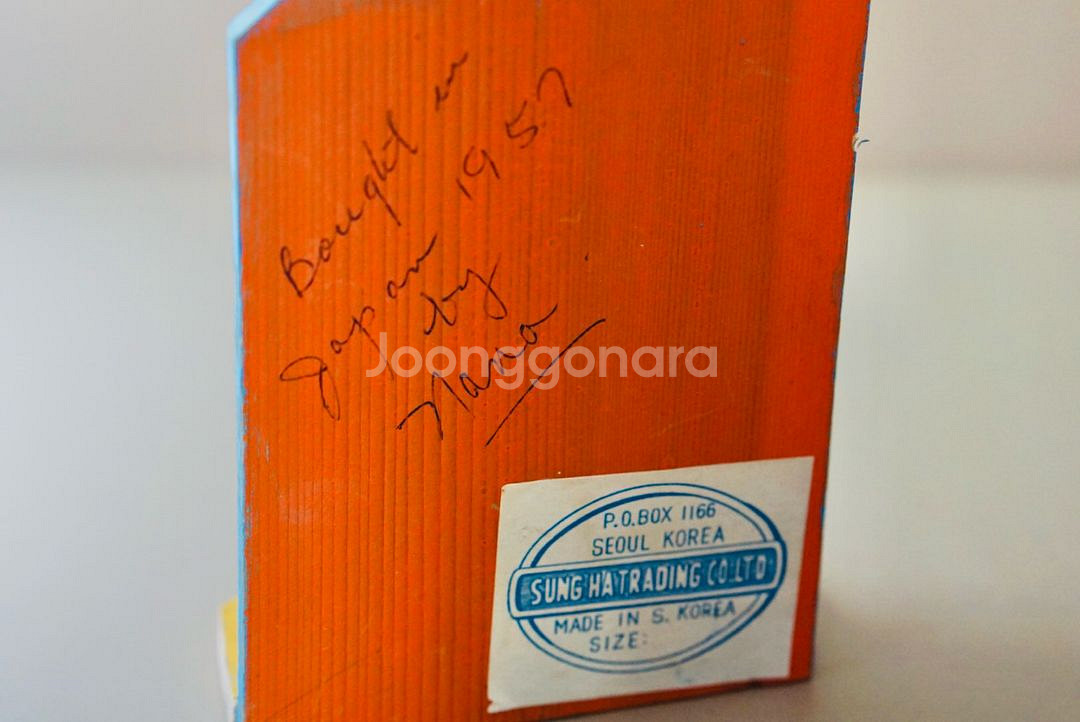 Bought in
Japan 1957
by
Nana
Joonggonara
P.O.BOX 1166
SEOUL KOREA
SUNG HA TRADING CO.LTD
MADE IN S. KOREA
SIZE: